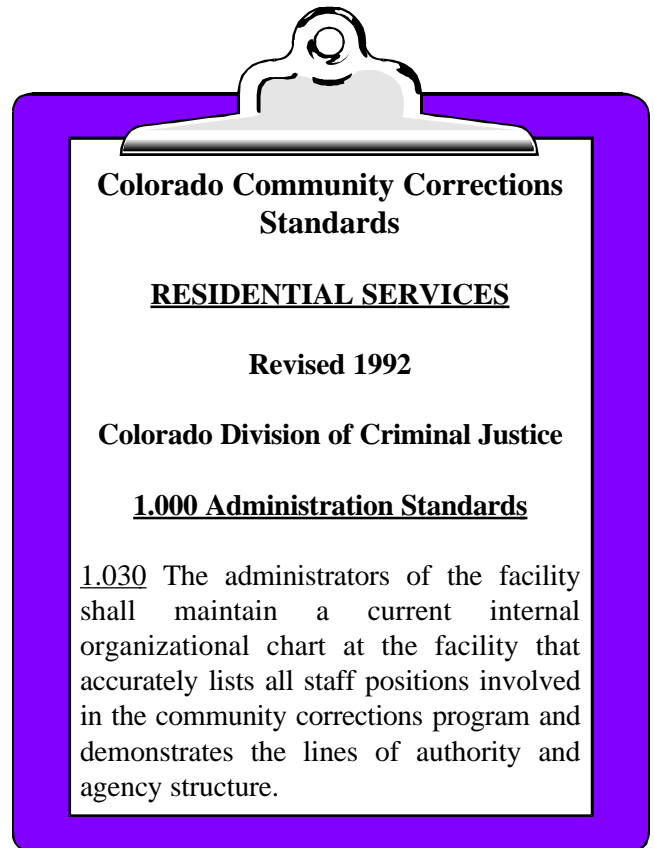 Colorado Community Corrections
Standards
RESIDENTIAL SERVICES
Revised 1992
Colorado Division of Criminal Justice
1.000 Administration Standards
1.030 The administrators of the facility
shall maintain a current internal
organizational chart at the facility that
accurately lists all staff positions involved
in the community corrections program and
demonstrates the lines of authority and
agency structure.